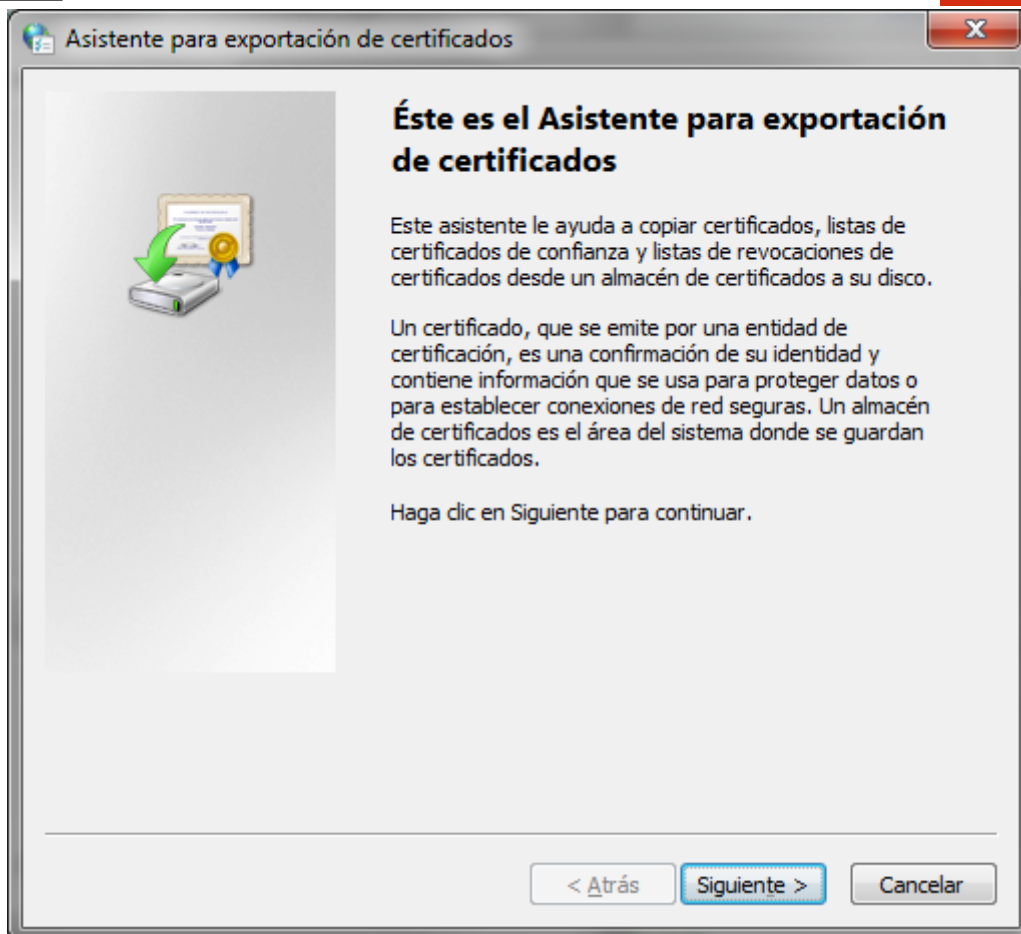 Asistente para exportación de certificados
Éste es el Asistente para exportación
de certificados
Este asistente le ayuda a copiar certificados, listas de
certificados de confianza y listas de revocaciones de
certificados desde un almacén de certificados a su disco.
Un certificado, que se emite por una entidad de
certificación, es una confirmación de su identidad y
contiene información que se usa para proteger datos o
para establecer conexiones de red seguras. Un almacén
de certificados es el área del sistema donde se guardan
los certificados.
Haga clic en Siguiente para continuar.
< Atrás
Siguiente >
Cancelar